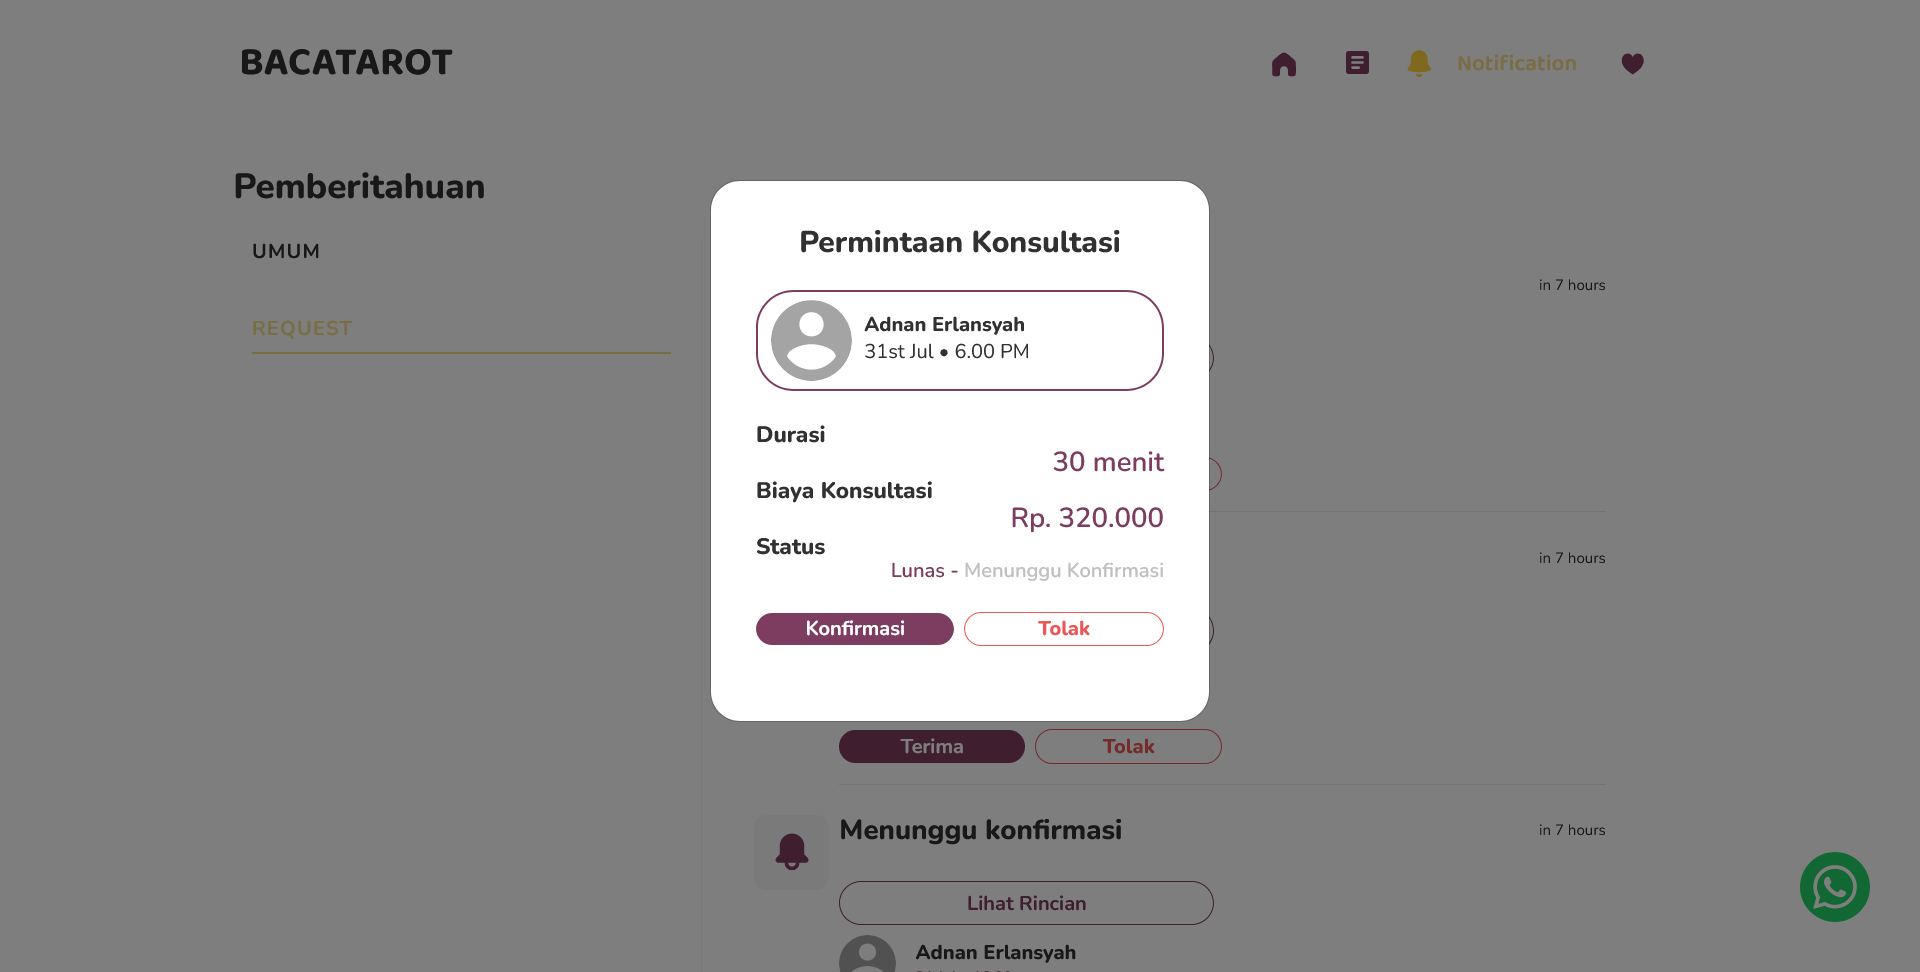 BACATAROT
Notification
Pemberitahuan
UMUM
REQUEST
Permintaan Konsultasi
Adnan Erlansyah
31st Jul • 6.00 PM
Durasi
30 menit
Biaya Konsultasi
Rp. 320.000
Status
Lunas - Menunggu Konfirmasi
Konfirmasi
Tolak
in 7 hours
in 7 hours
Terima
Tolak
Menunggu konfirmasi
in 7 hours
Lihat Rincian
Adnan Erlansyah